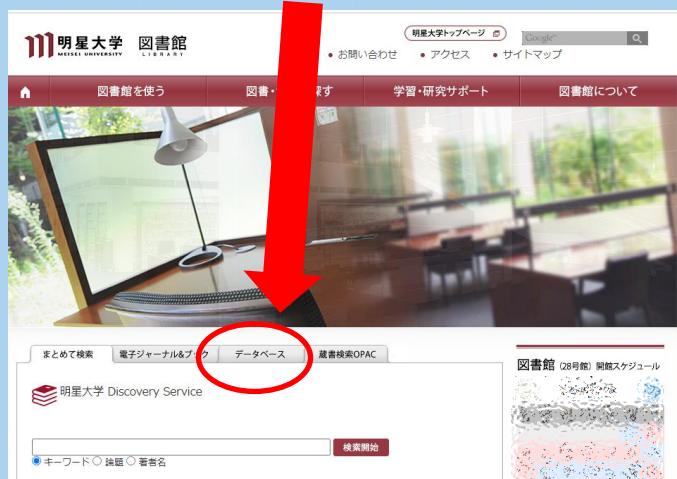 明星大学 図書館
MEISEI UNIVERSITY LIBRARY
明星大学トップページ
Google
お問い合わせ アクセス サイトマップ
図書館を使う
図書・
す
学習・研究サポート
図書館について
まとめて検索
電子ジャーナル&ブック
データベース
蔵書検索OPAC
明星大学 Discovery Service
検索開始
キーワード 論題 著者名
図書館 (28号館) 開館スケジュール